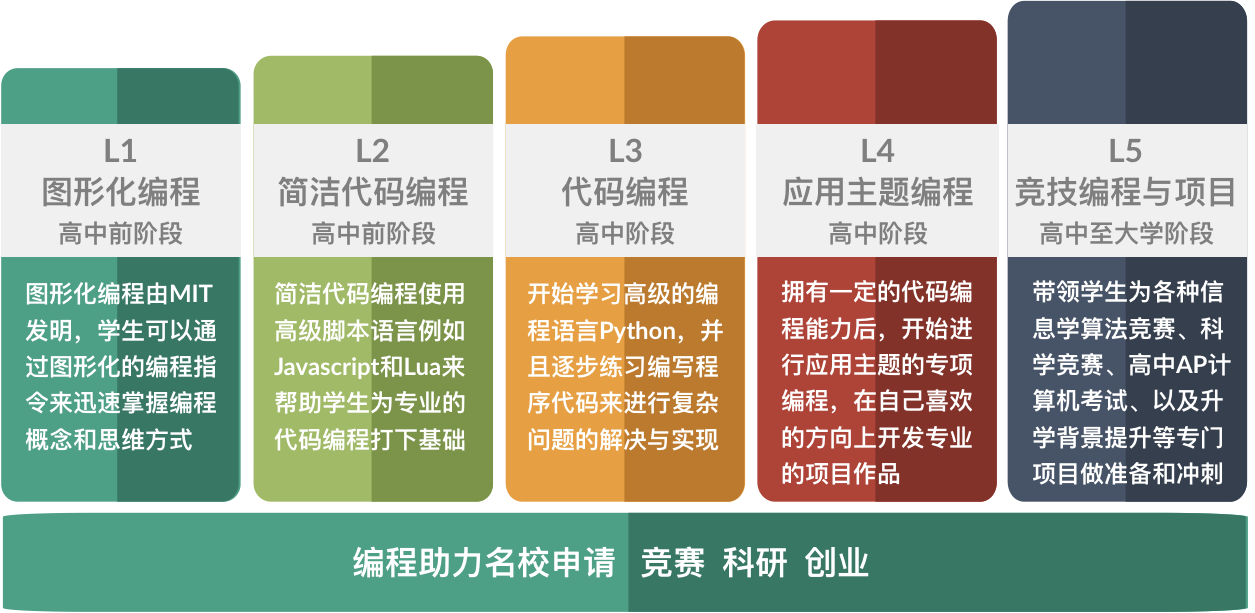 L1
图形化编程
高中前阶段
图形化编程由MIT
发明，学生可以通
过图形化的编程指
令来迅速掌握编程
概念和思维方式
L2
简洁代码编程
高中前阶段
简洁代码编程使用
高级脚本语言例如
Javascript和Lua来
帮助学生为专业的
代码编程打下基础
L3
代码编程
高中阶段
开始学习高级的编
程语言Python，并
且逐步练习编写程
序代码来进行复杂
问题的解决与实现
L4
应用主题编程
高中阶段
拥有一定的代码编
程能力后，开始进
行应用主题的专项
编程，在自己喜欢
的方向上开发专业
的项目作品
L5
竞技编程与项目
高中至大学阶段
带领学生为各种信
息学算法竞赛、科
学竞赛、高中AP计
算机考试、以及升
学背景提升等专门
项目做准备和冲刺
编程助力名校申请 竞赛 科研 创业